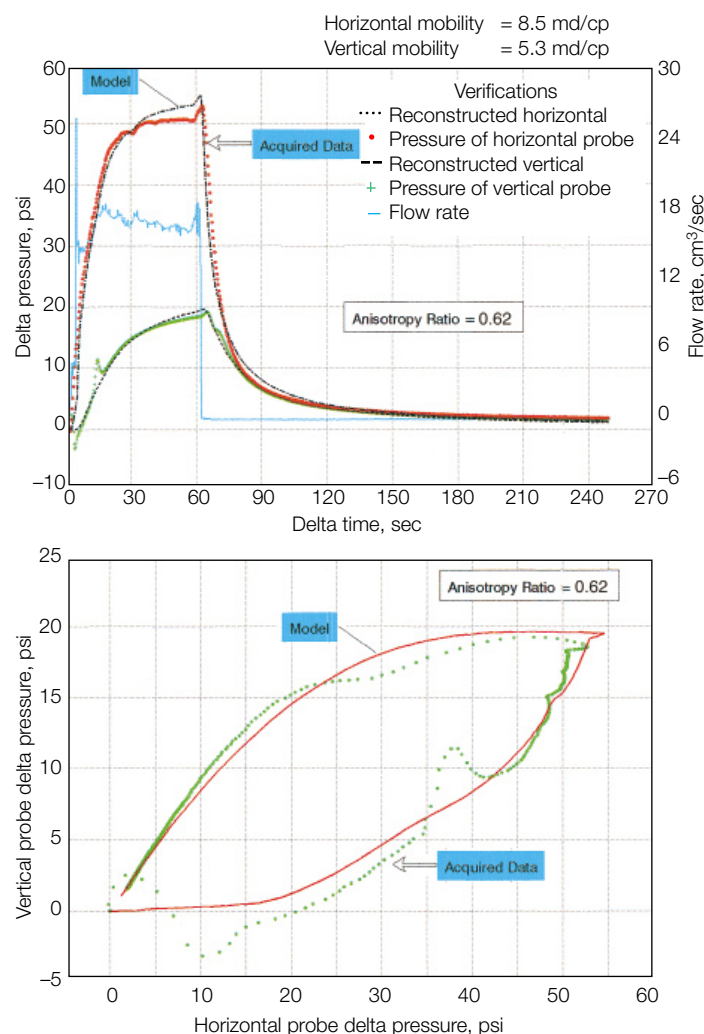 Horizontal mobility = 8.5 md/cp
Vertical mobility = 5.3 md/cp
60
50
40
30
20
10
0
–10
Delta pressure, psi
30
24
18
12
6
0
–6
Flow rate, cm³/sec
Model
Acquired Data
Verifications
Reconstructed horizontal
Pressure of horizontal probe
Reconstructed vertical
Pressure of vertical probe
Flow rate
Anisotropy Ratio = 0.62
0 30 60 90 120 150 180 210 240 270
Delta time, sec
25
20
15
10
5
0
–5
Vertical probe delta pressure, psi
Anisotropy Ratio = 0.62
Model
Acquired Data
0 10 20 30 40 50 60
Horizontal probe delta pressure, psi